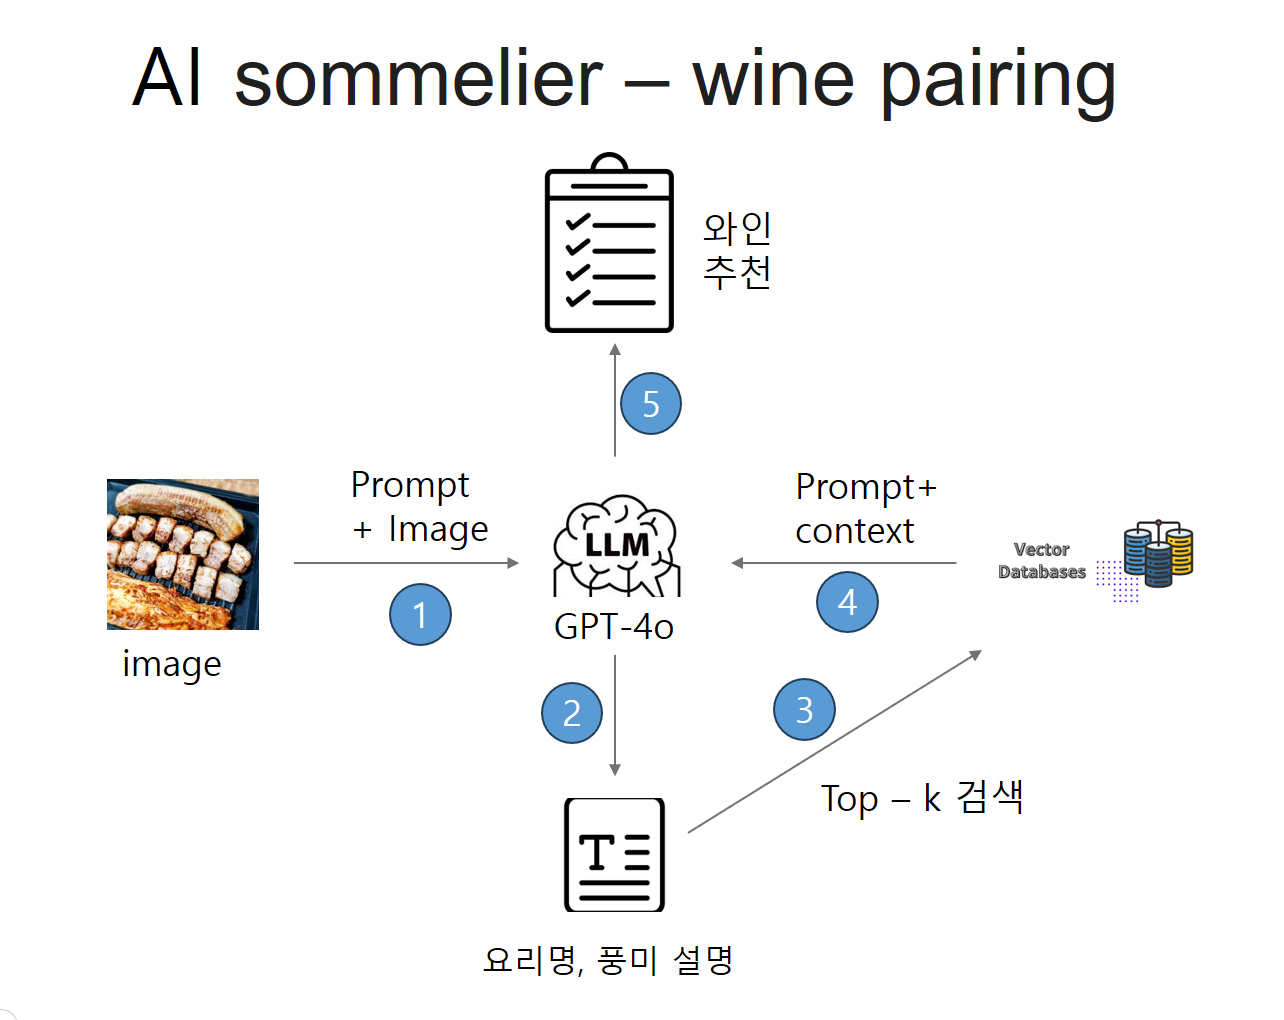 AI sommelier – wine pairing
와인
추천
5
Prompt
+ Image
1
image
LLM
GPT-4o
Prompt+
context
4
Vector
Databases
2
3
Top – k 검색
T
요리명, 풍미 설명